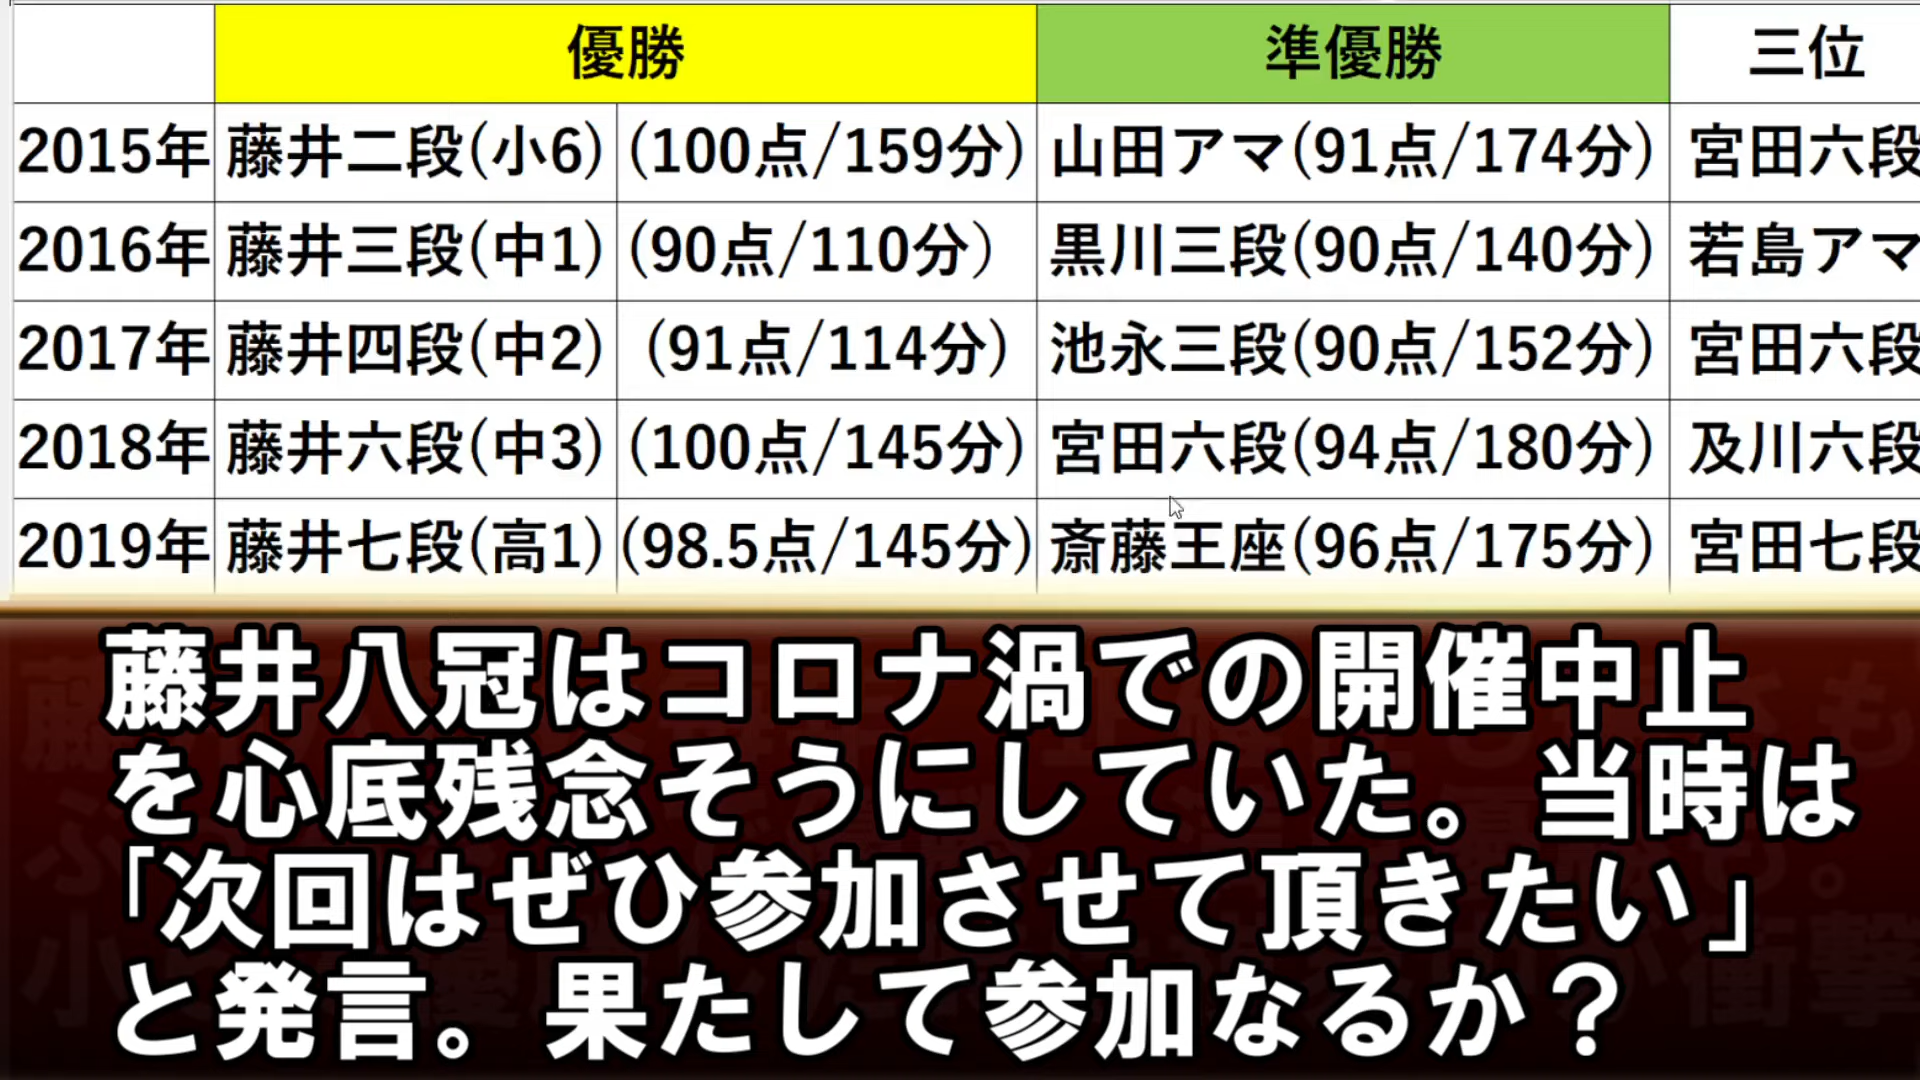 優勝 準優勝 三位
2015年 藤井二段(小6) (100点/159分) 山田アマ(91点/174分) 宮田六段
2016年 藤井三段(中1) (90点/110分) 黒川三段(90点/140分) 若島アマ
2017年 藤井四段(中2) (91点/114分) 池永三段(90点/152分) 宮田六段
2018年 藤井六段(中3) (100点/145分) 宮田六段(94点/180分) 及川六段
2019年 藤井七段(高1) (98.5点/145分) 斎藤王座(96点/175分) 宮田七段
藤井八冠はコロナ渦での開催中止
を心底残念そうにしていた。当時は
「次回はぜひ参加させて頂きたい」
と発言。果たして参加なるか？